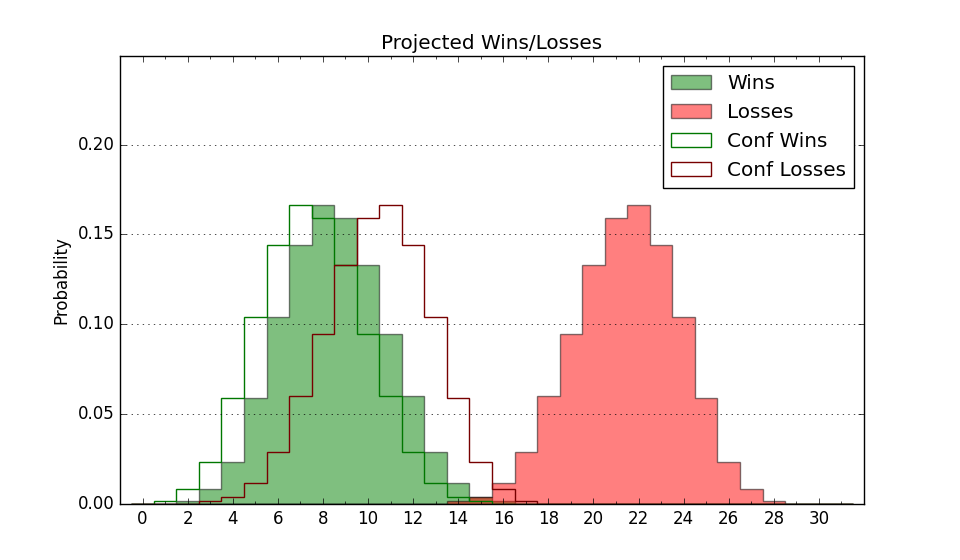 Projected Wins/Losses
Wins
Losses
Conf Wins
Conf Losses
Probability
0.20
0.15
0.10
0.05
0.00
0 2 4 6 8 10 12 14 16 18 20 22 24 26 28 30